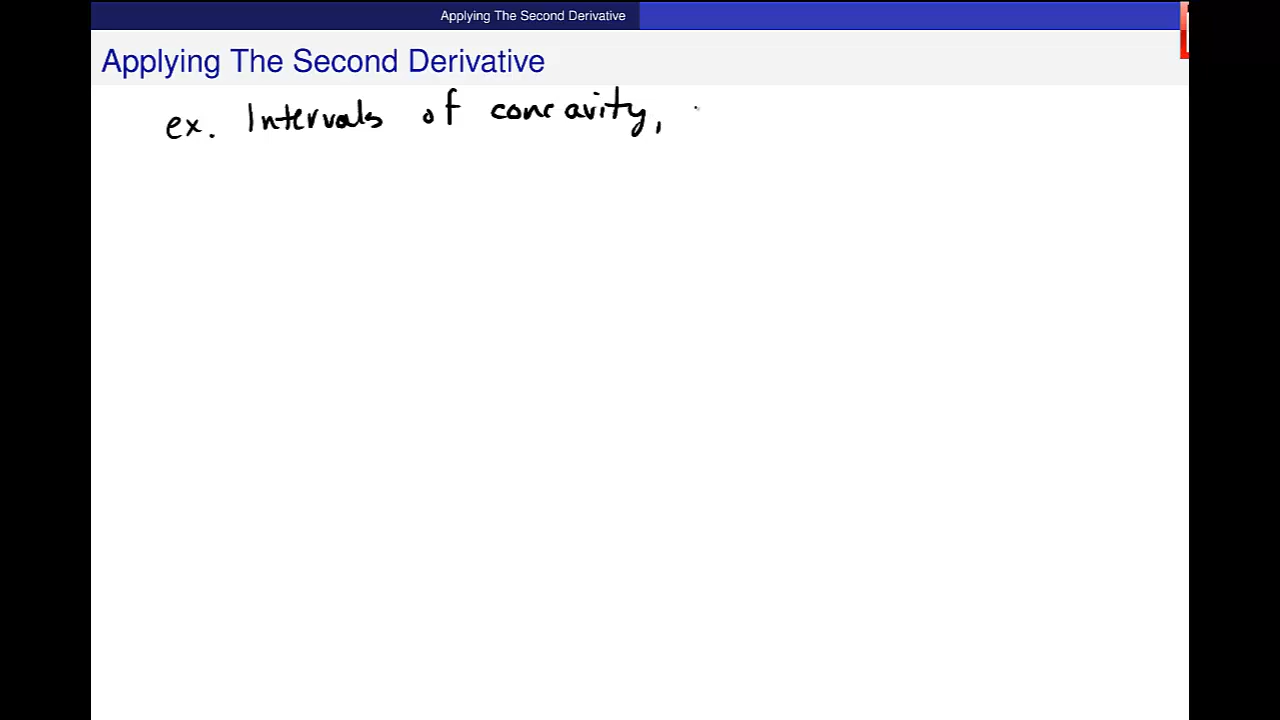 Applying The Second Derivative
Applying The Second Derivative
ex. Intervals of concavity,